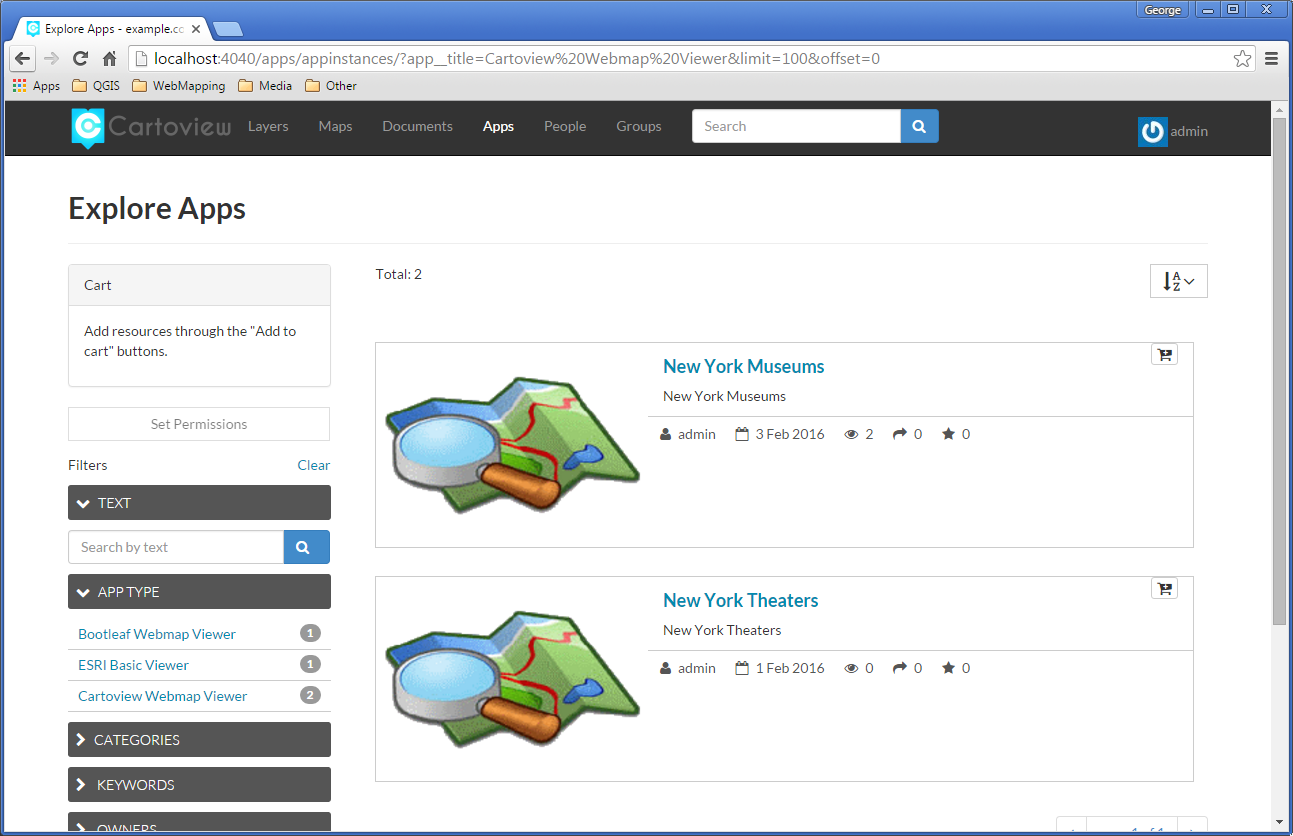 George
Explore Apps - example.co
localhost:4040/apps/appinstances/?app__title=Cartoview%20Webmap%20Viewer&limit=100&offset=0
Apps QGIS WebMapping Media Other
Cartoview Layers Maps Documents Apps People Groups Search admin
Explore Apps
Cart
Add resources through the "Add to
cart" buttons.
Set Permissions
Filters Clear
TEXT
Search by text
APP TYPE
Bootleaf Webmap Viewer 1
ESRI Basic Viewer 1
Cartoview Webmap Viewer 2
CATEGORIES
KEYWORDS
OWNERS
Total: 2
A
Z
New York Museums
New York Museums
admin 3 Feb 2016 2 0 0
New York Theaters
New York Theaters
admin 1 Feb 2016 0 0 0
1 of 1